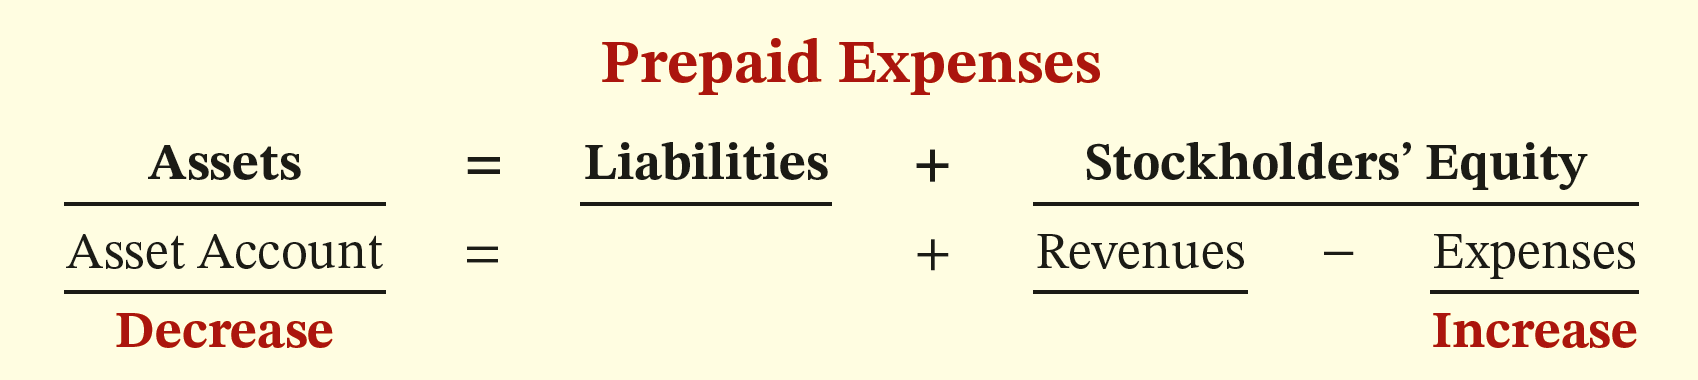 Prepaid Expenses
Assets = Liabilities + Stockholders’ Equity
Asset Account = + Revenues − Expenses
Decrease Increase